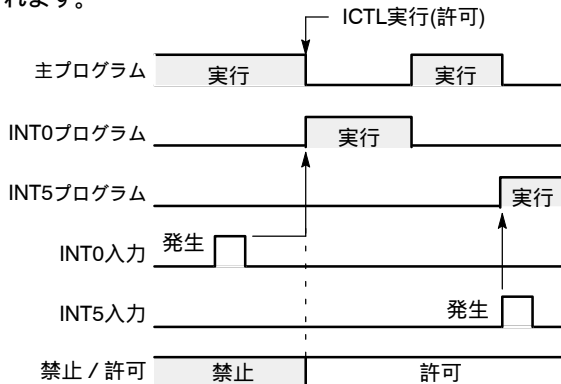 れます。
ICTL実行(許可)
主プログラム 実行 実行
INT0プログラム 実行
INT5プログラム 実行
INT0入力 発生
INT5入力 発生
禁止 / 許可 禁止 許可